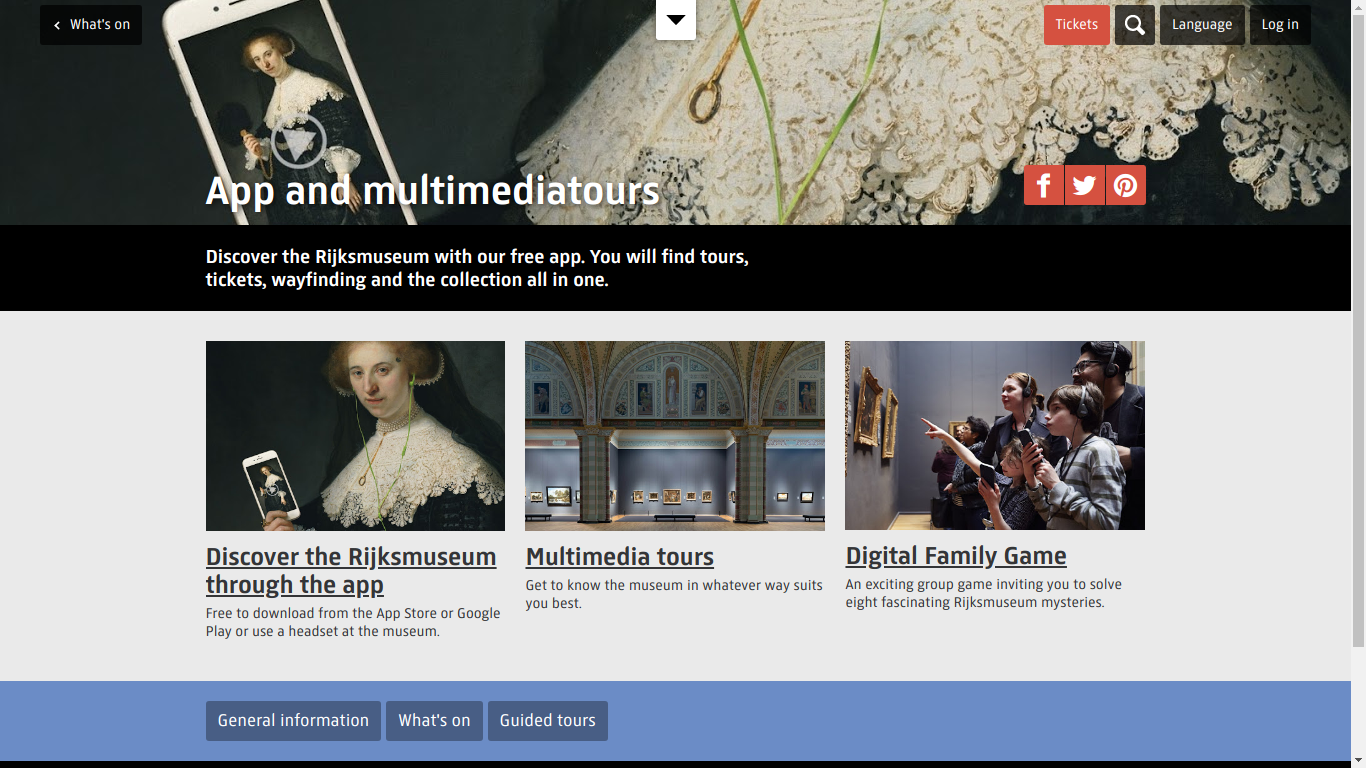 What's on
Tickets
Language
Log in
App and multimediatours
Discover the Rijksmuseum with our free app. You will find tours,
tickets, wayfinding and the collection all in one.
Discover the Rijksmuseum
through the app
Free to download from the App Store or Google
Play or use a headset at the museum.
Multimedia tours
Get to know the museum in whatever way suits
you best.
Digital Family Game
An exciting group game inviting you to solve
eight fascinating Rijksmuseum mysteries.
General information
What's on
Guided tours